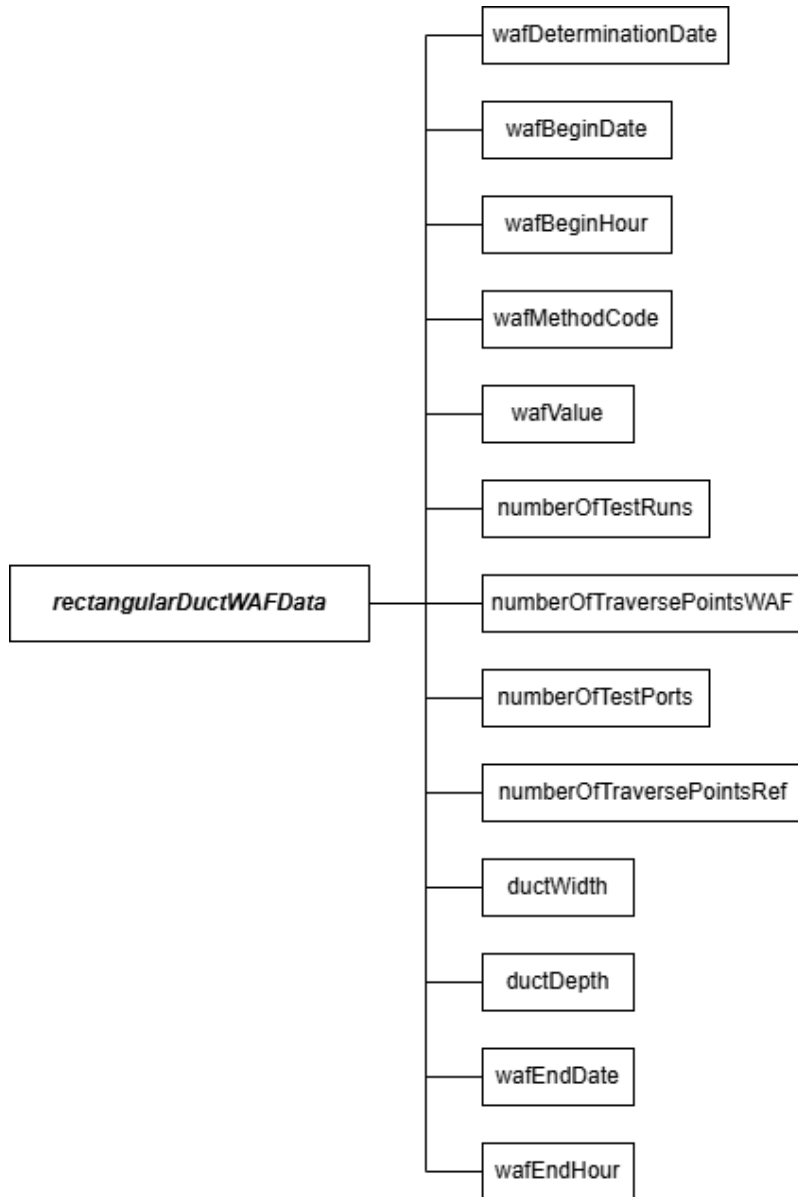 wafDeterminationDate
wafBeginDate
wafBeginHour
wafMethodCode
wafValue
numberOfTestRuns
rectangularDuctWAFData
numberOfTraversePointsWAF
numberOfTestPorts
numberOfTraversePointsRef
ductWidth
ductDepth
wafEndDate
wafEndHour